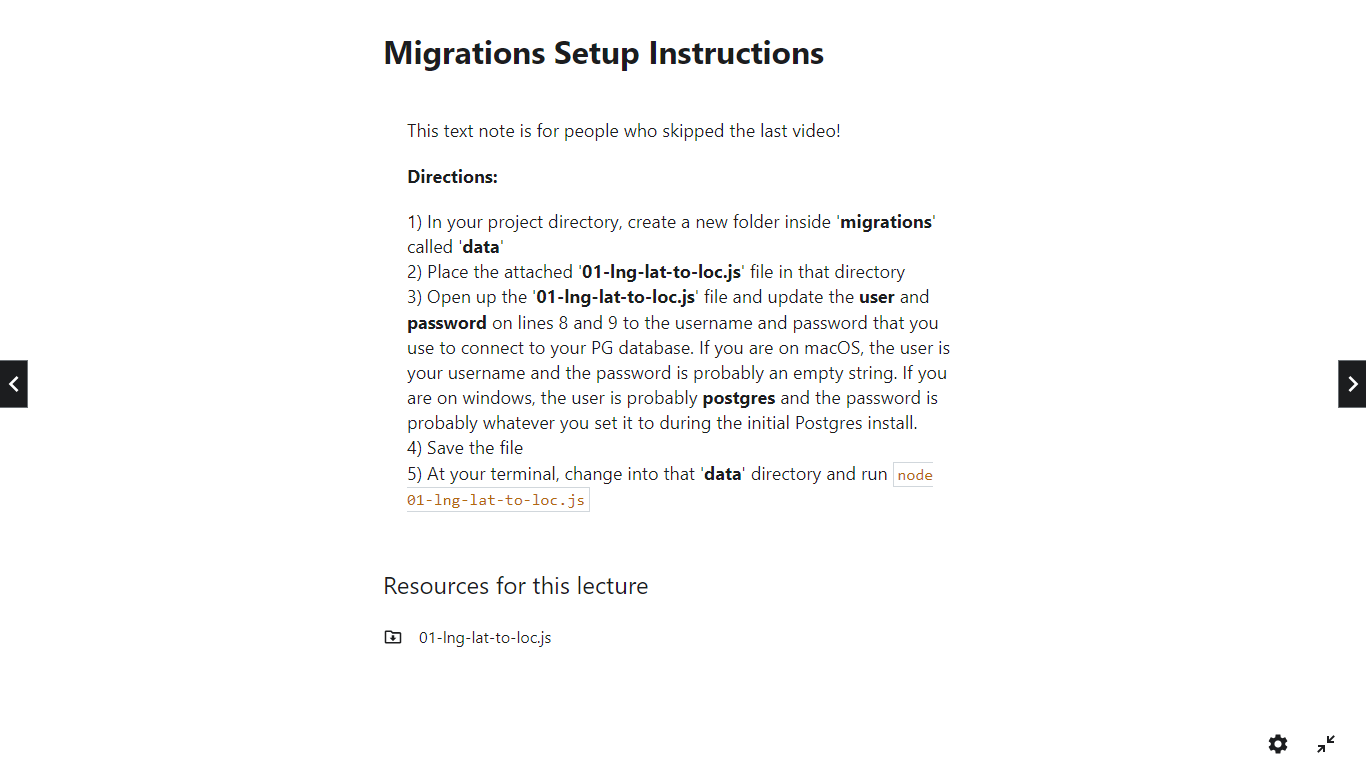 Migrations Setup Instructions
This text note is for people who skipped the last video!
Directions:
1) In your project directory, create a new folder inside 'migrations'
called 'data'
2) Place the attached '01-lng-lat-to-loc.js' file in that directory
3) Open up the '01-lng-lat-to-loc.js' file and update the user and
password on lines 8 and 9 to the username and password that you
use to connect to your PG database. If you are on macOS, the user is
your username and the password is probably an empty string. If you
are on windows, the user is probably postgres and the password is
probably whatever you set it to during the initial Postgres install.
4) Save the file
5) At your terminal, change into that 'data' directory and run node
01-lng-lat-to-loc.js
Resources for this lecture
01-lng-lat-to-loc.js